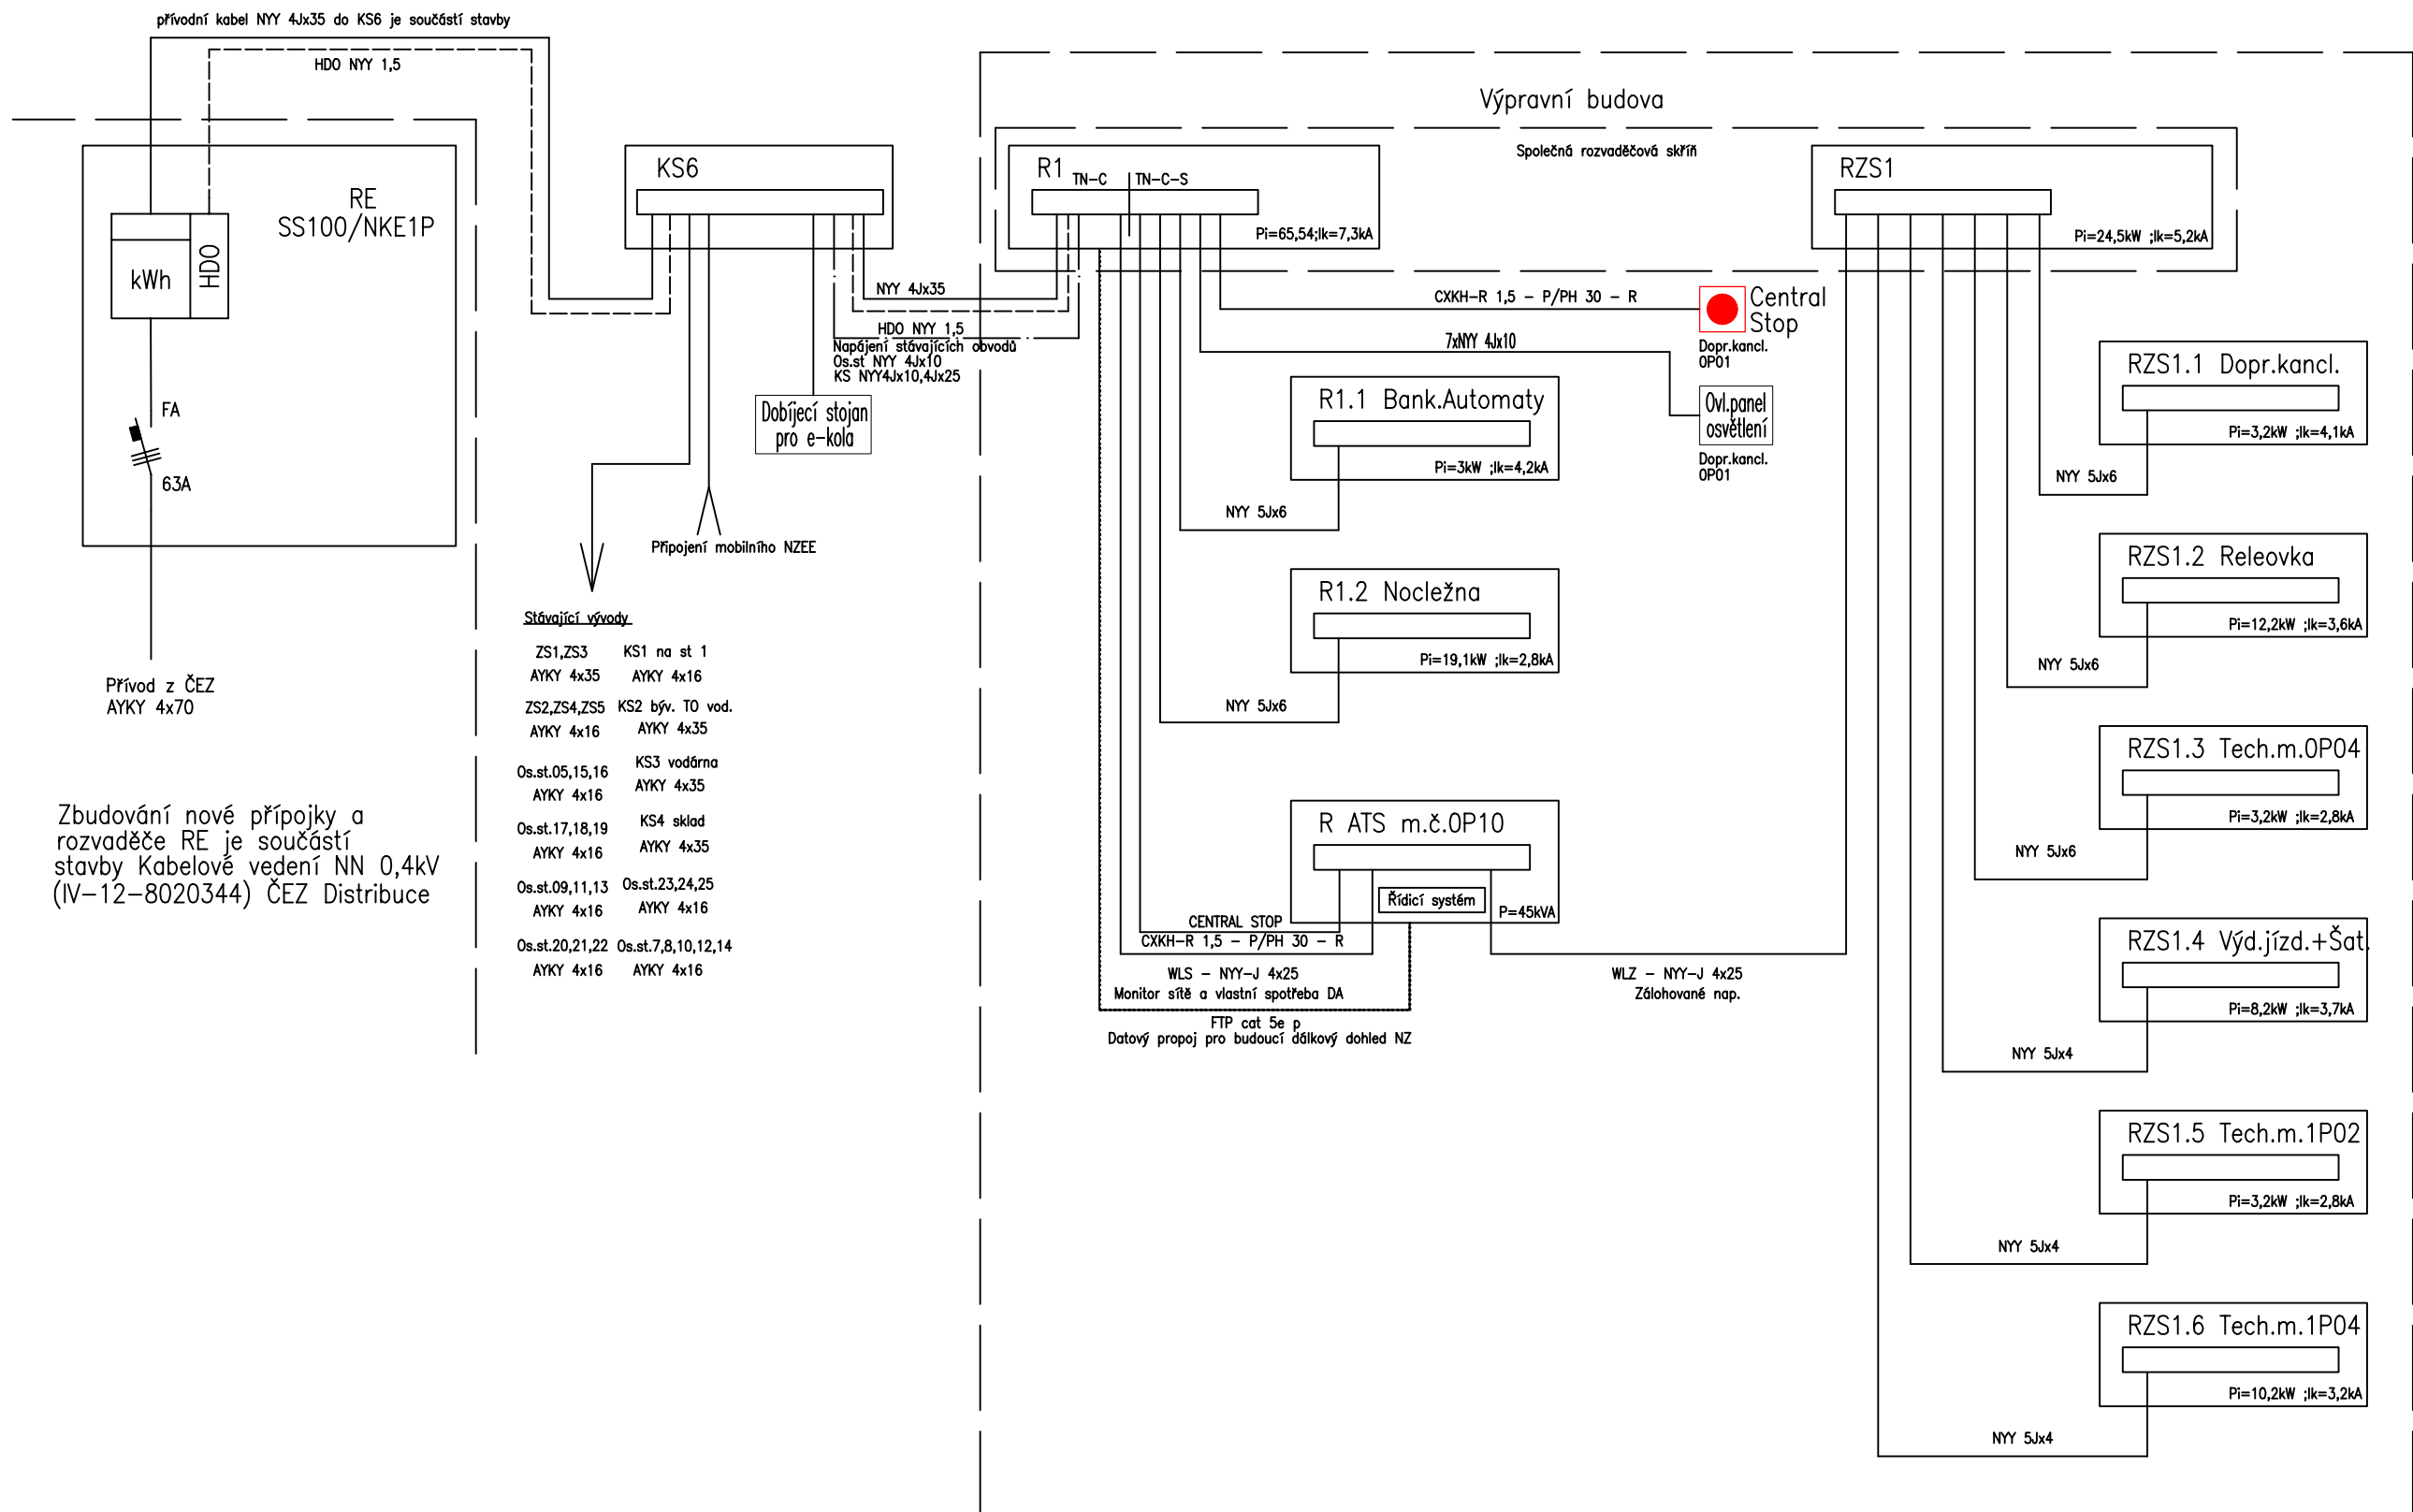 přívodní kabel NYY 4Jx35 do KS6 je součástí stavby
HDO NYY 1,5
RE
SS100/NKE1P
kWh
HDO
FA
63A
Přívod z ČEZ
AYKY 4x70
Zbudování nové přípojky a
rozvaděče RE je součástí
stavby Kabelové vedení NN 0,4kV
(IV-12-8020344) ČEZ Distribuce
KS6
NYY 4Jx35
HDO NYY 1,5
Napájení stávajících obvodů
Os.st NYY 4Jx10
KS NYY4Jx10,4Jx25
Dobíjecí stojan
pro e-kola
Připojení mobilního NZEE
Stávající vývody
ZS1,ZS3
AYKY 4x35
KS1 na st 1
AYKY 4x16
ZS2,ZS4,ZS5
AYKY 4x16
KS2 býv. TO vod.
AYKY 4x35
Os.st.05,15,16
AYKY 4x16
KS3 vodárna
AYKY 4x35
Os.st.17,18,19
AYKY 4x16
KS4 sklad
AYKY 4x35
Os.st.09,11,13
AYKY 4x16
Os.st.23,24,25
AYKY 4x16
Os.st.20,21,22
AYKY 4x16
Os.st.7,8,10,12,14
AYKY 4x16
Výpravní budova
Společná rozvaděčová skříň
R1
TN-C
TN-C-S
Pi=65,54;Ik=7,3kA
RZS1
Pi=24,5kW ;Ik=5,2kA
CXKH-R 1,5 - P/PH 30 - R
Central
Stop
Dopr.kancl.
0P01
7xNYY 4Jx10
Ovl.panel
osvětlení
Dopr.kancl.
0P01
R1.1 Bank.Automaty
Pi=3kW ;Ik=4,2kA
NYY 5Jx6
R1.2 Nocležna
Pi=19,1kW ;Ik=2,8kA
NYY 5Jx6
R ATS m.č.0P10
Řídicí systém
P=45kVA
CENTRAL STOP
CXKH-R 1,5 - P/PH 30 - R
WLS - NYY-J 4x25
Monitor sítě a vlastní spotřeba DA
FTP cat 5e p
Datový propoj pro budoucí dálkový dohled NZ
WLZ - NYY-J 4x25
Zálohované nap.
RZS1.1 Dopr.kancl.
Pi=3,2kW ;Ik=4,1kA
NYY 5Jx6
RZS1.2 Releovka
Pi=12,2kW ;Ik=3,6kA
NYY 5Jx6
RZS1.3 Tech.m.0P04
Pi=3,2kW ;Ik=2,8kA
NYY 5Jx6
RZS1.4 Výd.jízd.+Šat.
Pi=8,2kW ;Ik=3,7kA
NYY 5Jx4
RZS1.5 Tech.m.1P02
Pi=3,2kW ;Ik=2,8kA
NYY 5Jx4
RZS1.6 Tech.m.1P04
Pi=10,2kW ;Ik=3,2kA
NYY 5Jx4